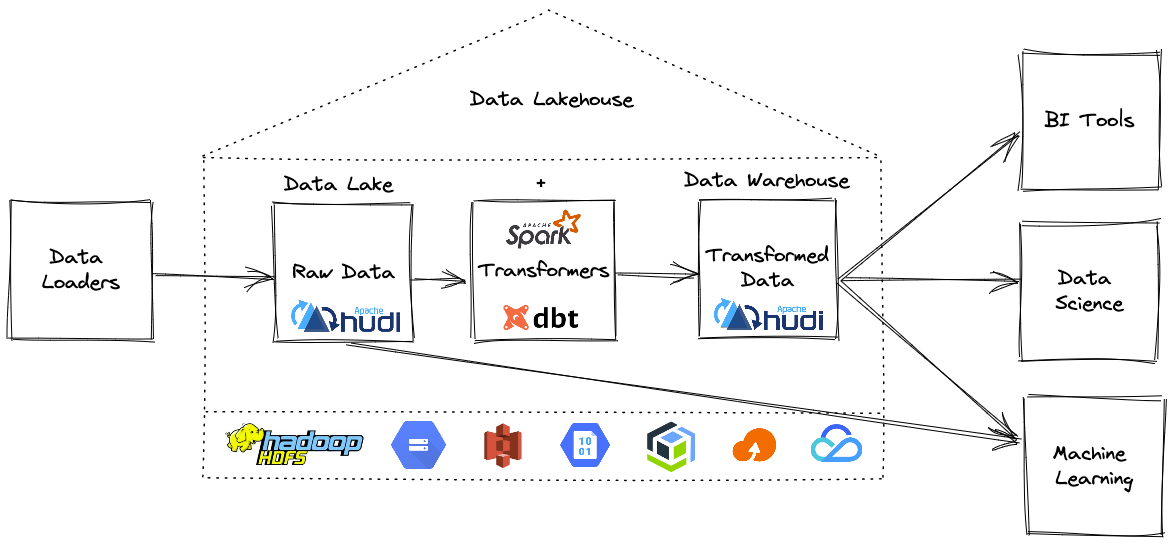 Data Lakehouse
Data Lake
+
Data Warehouse
Data
Loaders
Raw Data
Apache
hudi
APACHE
Spark
Transformers
dbt
Transformed
Data
Apache
hudi
BI Tools
Data
Science
Machine
Learning
hadoop
HDFS
10
01